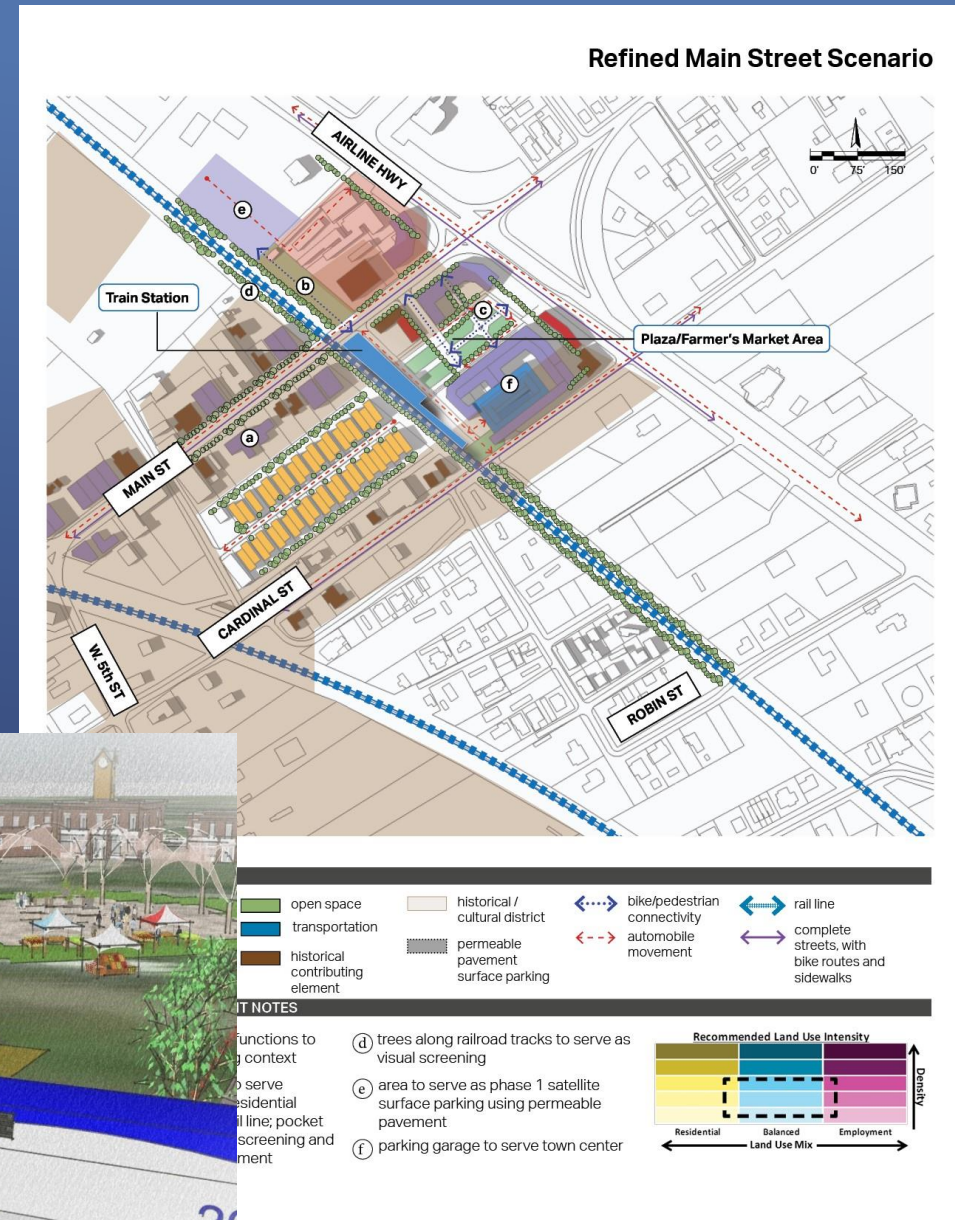 Refined Main Street Scenario
AIRLINE HWY
0' 75' 150'
e
b
d
Train Station
c
Plaza/Farmer's Market Area
f
a
MAIN ST
CARDINAL ST
W. 5th ST
ROBIN ST
open space
transportation
historical
contributing
element
historical /
cultural district
permeable
pavement
surface parking
bike/pedestrian
connectivity
automobile
movement
rail line
complete
streets, with
bike routes and
sidewalks
NOTES
functions to
context
serve
line; pocket
screening and
d trees along railroad tracks to serve as
visual screening
e area to serve as phase 1 satellite
surface parking using permeable
pavement
f parking garage to serve town center
Recommended Land Use Intensity
Density
Residential Balanced Employment
Land Use Mix